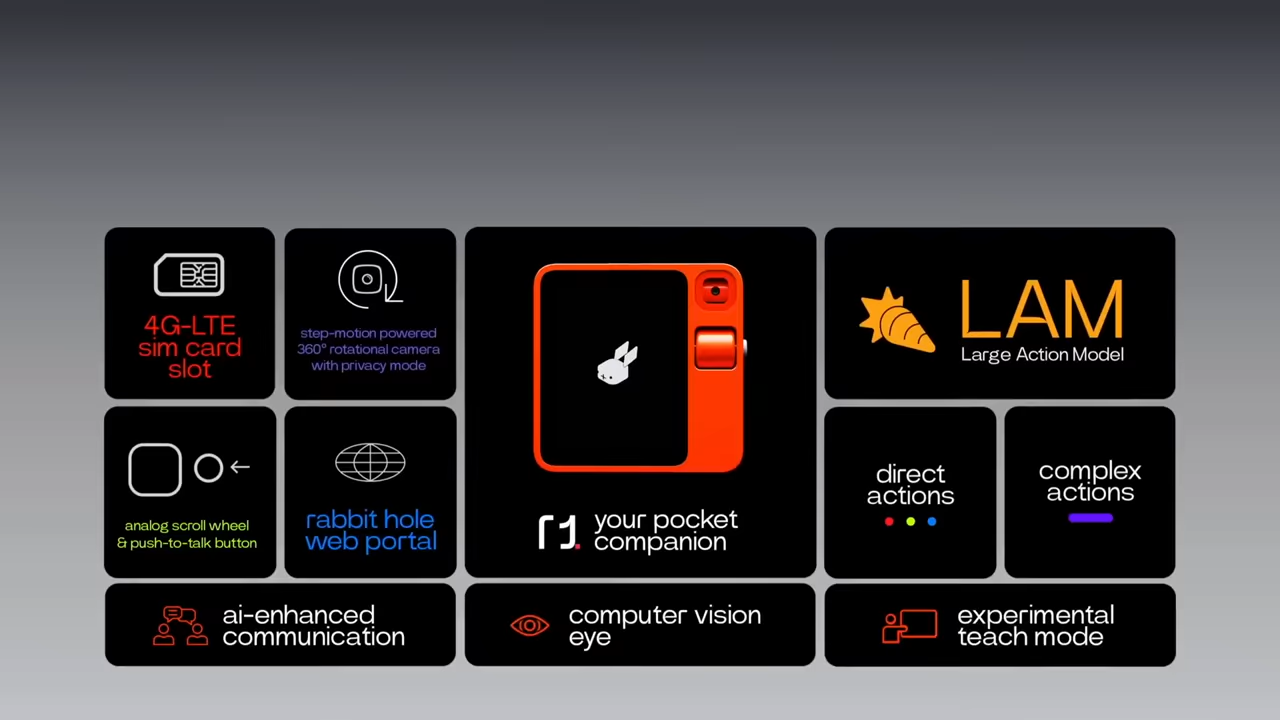 4G-LTE
sim card
slot
step-motion powered
360° rotational camera
with privacy mode
analog scroll wheel
& push-to-talk button
rabbit hole
web portal
r1.
your pocket
companion
LAM
Large Action Model
direct
actions
complex
actions
ai-enhanced
communication
computer vision
eye
experimental
teach mode